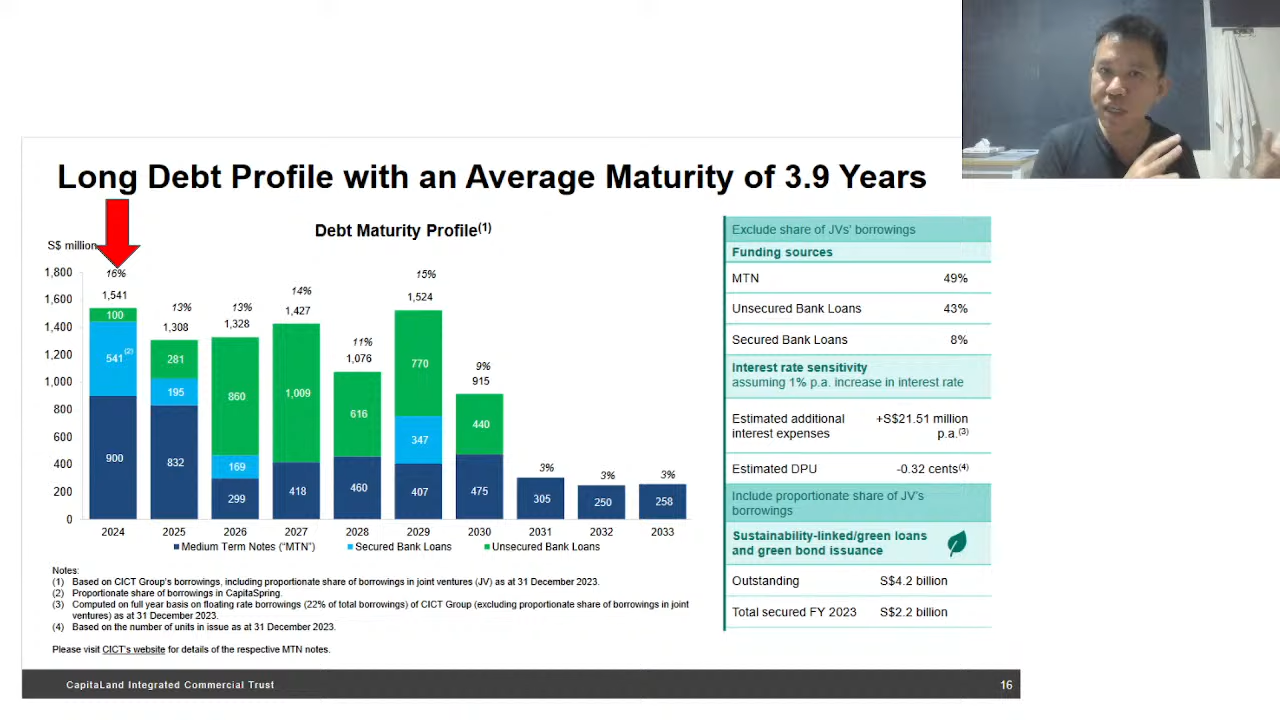 Long Debt Profile with an Average Maturity of 3.9 Years
Debt Maturity Profile(1)
S$ million
1,800
1,600
1,400
1,200
1,000
800
600
400
200
0
16%
1,541
100
541(2)
900
13%
1,308
281
195
832
13%
1,328
860
169
299
14%
1,427
1,009
418
11%
1,076
616
460
15%
1,524
770
347
407
9%
915
440
475
3%
305
3%
250
3%
258
2024 2025 2026 2027 2028 2029 2030 2031 2032 2033
Medium Term Notes ("MTN") Secured Bank Loans Unsecured Bank Loans
Exclude share of JVs' borrowings
Funding sources
MTN 49%
Unsecured Bank Loans 43%
Secured Bank Loans 8%
Interest rate sensitivity
assuming 1% p.a. increase in interest rate
Estimated additional +S$21.51 million
interest expenses p.a.(3)
Estimated DPU -0.32 cents(4)
Include proportionate share of JV's
borrowings
Sustainability-linked/green loans
and green bond issuance
Outstanding S$4.2 billion
Total secured FY 2023 S$2.2 billion
Notes:
(1) Based on CICT Group's borrowings, including proportionate share of borrowings in joint ventures (JV) as at 31 December 2023.
(2) Proportionate share of borrowings in CapitaSpring.
(3) Computed on full year basis on floating rate borrowings (22% of total borrowings) of CICT Group (excluding proportionate share of borrowings in joint
ventures) as at 31 December 2023.
(4) Based on the number of units in issue as at 31 December 2023.
Please visit CICT's website for details of the respective MTN notes.
CapitaLand Integrated Commercial Trust 16